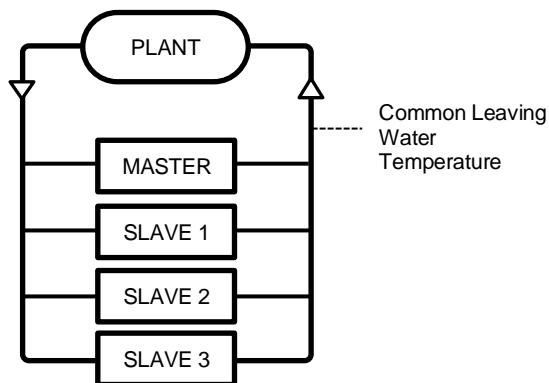 PLANT
Common Leaving
Water
Temperature
MASTER
SLAVE 1
SLAVE 2
SLAVE 3